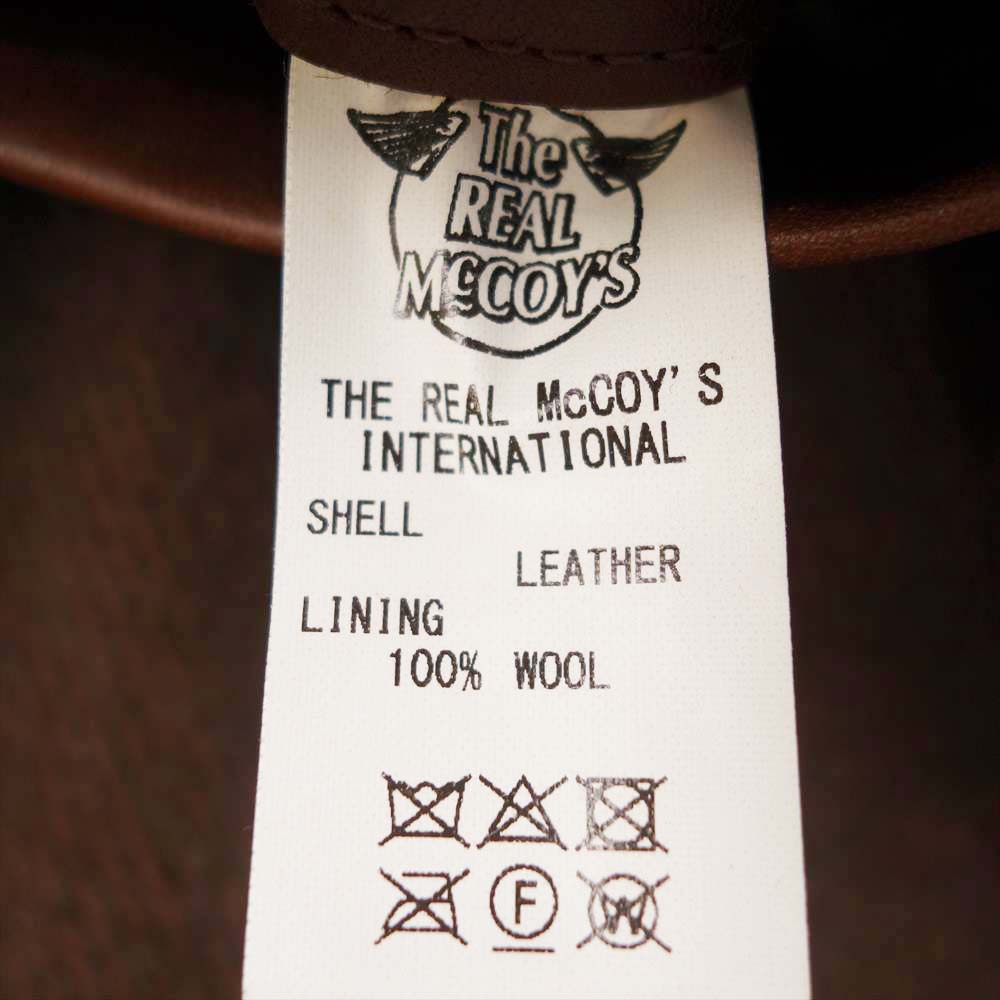 The
REAL
McCOY'S
THE REAL McCOY'S
INTERNATIONAL
SHELL
LEATHER
LINING
100% WOOL
F W